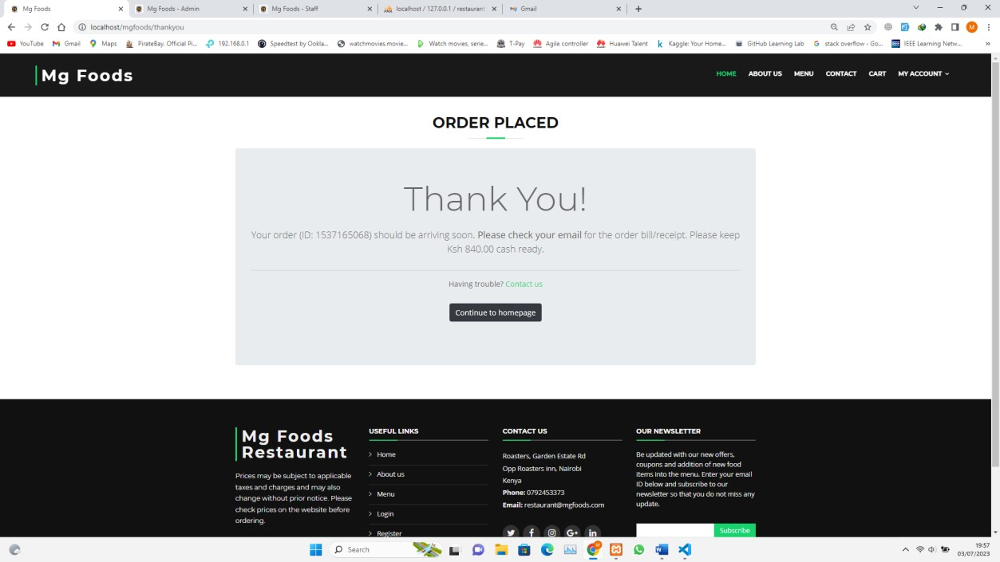 Mg Foods
Mg Foods - Admin
Mg Foods - Staff
localhost / 127.0.0.1 / restaurant
Gmail
localhost/mgfoods/thankyou
YouTube
Gmail
Maps
PirateBay. Official Pi...
192.168.0.1
Speedtest by Ookla...
watchmovies.movie...
Watch movies, serie...
T-Pay
Agile controller
Huawei Talent
Kaggle: Your Home...
GitHub Learning Lab
stack overflow - Go...
IEEE Learning Netw...
Mg Foods
HOME
ABOUT US
MENU
CONTACT
CART
MY ACCOUNT
ORDER PLACED
Thank You!
Your order (ID: 1537165068) should be arriving soon. Please check your email for the order bill/receipt. Please keep
Ksh 840.00 cash ready.
Having trouble? Contact us
Continue to homepage
Mg Foods
Restaurant
Prices may be subject to applicable
taxes and charges and may also
change without prior notice. Please
check prices on the website before
ordering.
USEFUL LINKS
Home
About us
Menu
Login
Register
CONTACT US
Roasters, Garden Estate Rd
Opp Roasters inn, Nairobi
Kenya
Phone: 0792453373
Email: restaurant@mgfoods.com
OUR NEWSLETTER
Be updated with our new offers,
coupons and addition of new food
items into the menu. Enter your email
ID below and subscribe to our
newsletter so that you do not miss any
update.
Subscribe
Search
19:57
03/07/2023